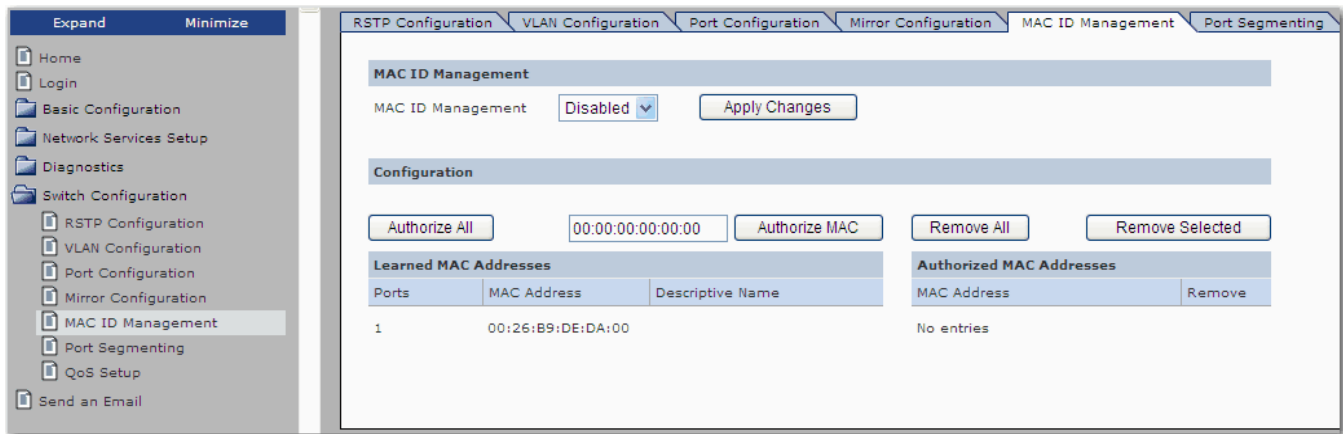 Expand Minimize
Home
Login
Basic Configuration
Network Services Setup
Diagnostics
Switch Configuration
RSTP Configuration
VLAN Configuration
Port Configuration
Mirror Configuration
MAC ID Management
Port Segmenting
QoS Setup
Send an Email
RSTP Configuration VLAN Configuration Port Configuration Mirror Configuration MAC ID Management Port Segmenting
MAC ID Management
MAC ID Management Disabled Apply Changes
Configuration
Authorize All 00:00:00:00:00:00 Authorize MAC Remove All Remove Selected
Learned MAC Addresses Authorized MAC Addresses
Ports MAC Address Descriptive Name MAC Address Remove
1 00:26:B9:DE:DA:00 No entries